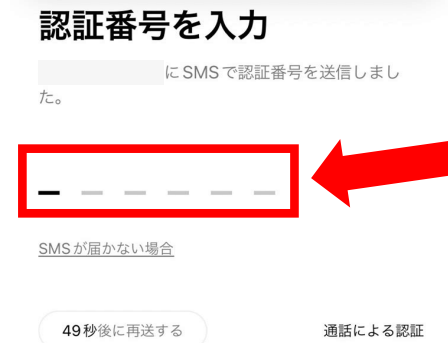 認証番号を入力
にSMSで認証番号を送信しまし
た。
SMSが届かない場合
49秒後に再送する
通話による認証